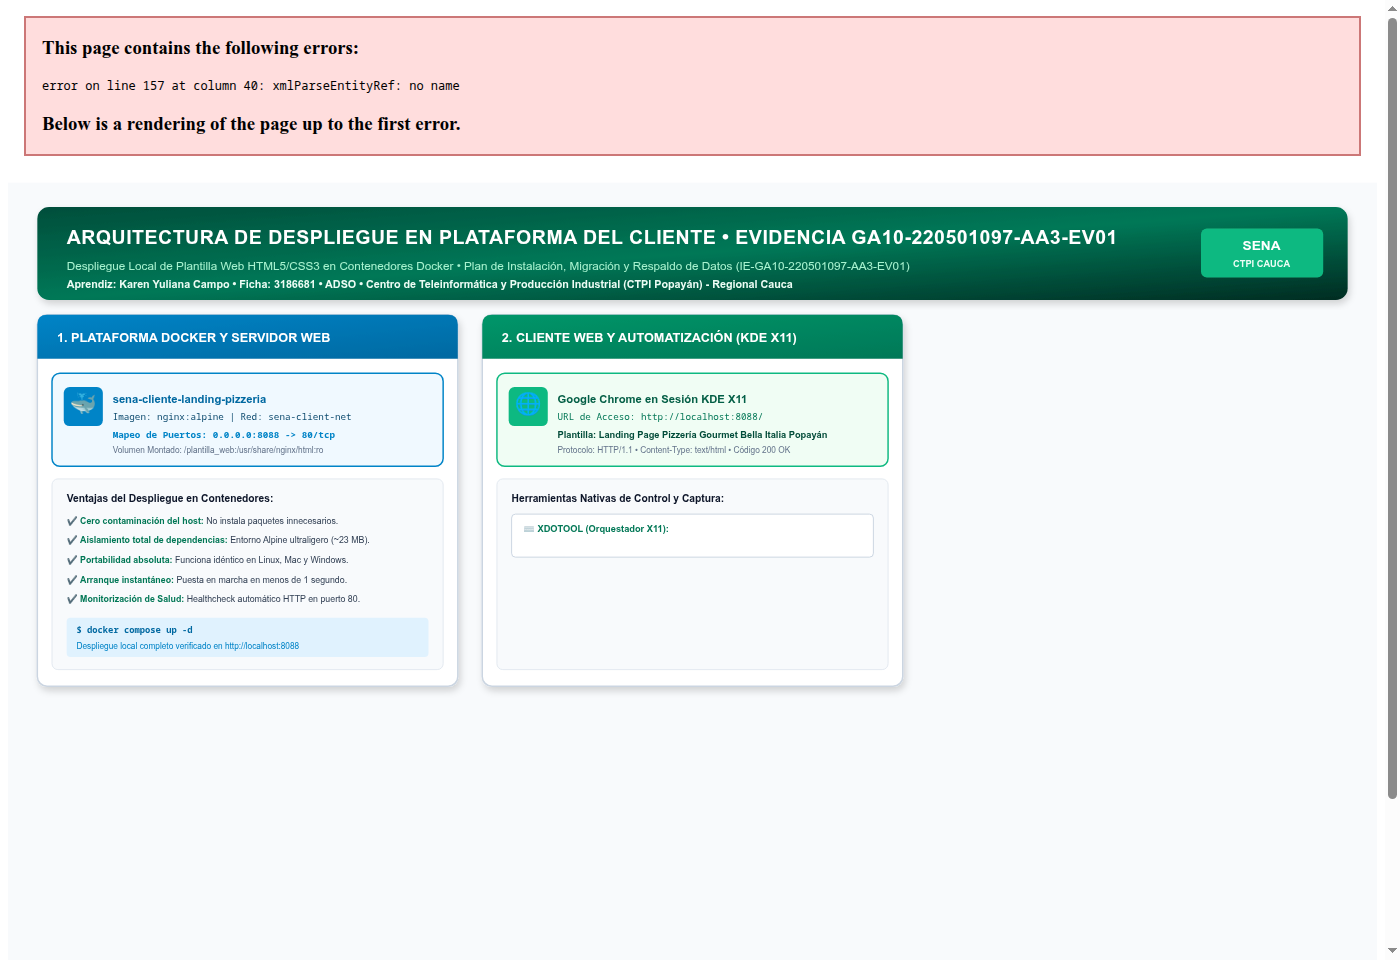 This page contains the following errors:
error on line 157 at column 40: xmlParseEntityRef: no name
Below is a rendering of the page up to the first error.
ARQUITECTURA DE DESPLIEGUE EN PLATAFORMA DEL CLIENTE • EVIDENCIA GA10-220501097-AA3-EV01
Despliegue Local de Plantilla Web HTML5/CSS3 en Contenedores Docker • Plan de Instalación, Migración y Respaldo de Datos (IE-GA10-220501097-AA3-EV01)
Aprendiz: Karen Yuliana Campo • Ficha: 3186681 • ADSO • Centro de Teleinformática y Producción Industrial (CTPI Popayán) - Regional Cauca
SENA
CTPI CAUCA
1. PLATAFORMA DOCKER Y SERVIDOR WEB
sena-cliente-landing-pizzeria
Imagen: nginx:alpine | Red: sena-client-net
Mapeo de Puertos: 0.0.0.0:8088 -> 80/tcp
Volumen Montado: /plantilla_web:/usr/share/nginx/html:ro
Ventajas del Despliegue en Contenedores:
✔ Cero contaminación del host: No instala paquetes innecesarios.
✔ Aislamiento total de dependencias: Entorno Alpine ultraligero (~23 MB).
✔ Portabilidad absoluta: Funciona idéntico en Linux, Mac y Windows.
✔ Arranque instantáneo: Puesta en marcha en menos de 1 segundo.
✔ Monitorización de Salud: Healthcheck automático HTTP en puerto 80.
$ docker compose up -d
Despliegue local completo verificado en http://localhost:8088
2. CLIENTE WEB Y AUTOMATIZACIÓN (KDE X11)
Google Chrome en Sesión KDE X11
URL de Acceso: http://localhost:8088/
Plantilla: Landing Page Pizzería Gourmet Bella Italia Popayán
Protocolo: HTTP/1.1 • Content-Type: text/html • Código 200 OK
Herramientas Nativas de Control y Captura:
⌨️ XDOTOOL (Orquestador X11):